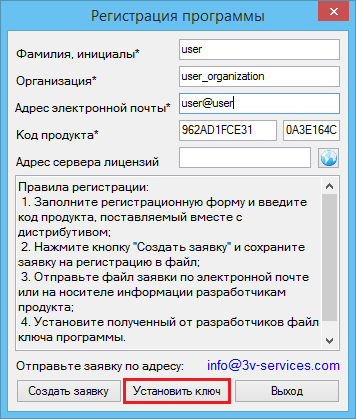 Регистрация программы
Фамилия, инициалы* user
Организация* user_organization
Адрес электронной почты* user@user
Код продукта* 962AD1FCE31 0A3E164C
Адрес сервера лицензий
Правила регистрации:
1. Заполните регистрационную форму и введите
код продукта, поставляемый вместе с
дистрибутивом;
2. Нажмите кнопку "Создать заявку" и сохраните
заявку на регистрацию в файл;
3. Отправьте файл заявки по электронной почте
или на носителе информации разработчикам
продукта;
4. Установите полученный от разработчиков файл
ключа программы.
Отправьте заявку по адресу: info@3v-services.com
Создать заявку Установить ключ Выход